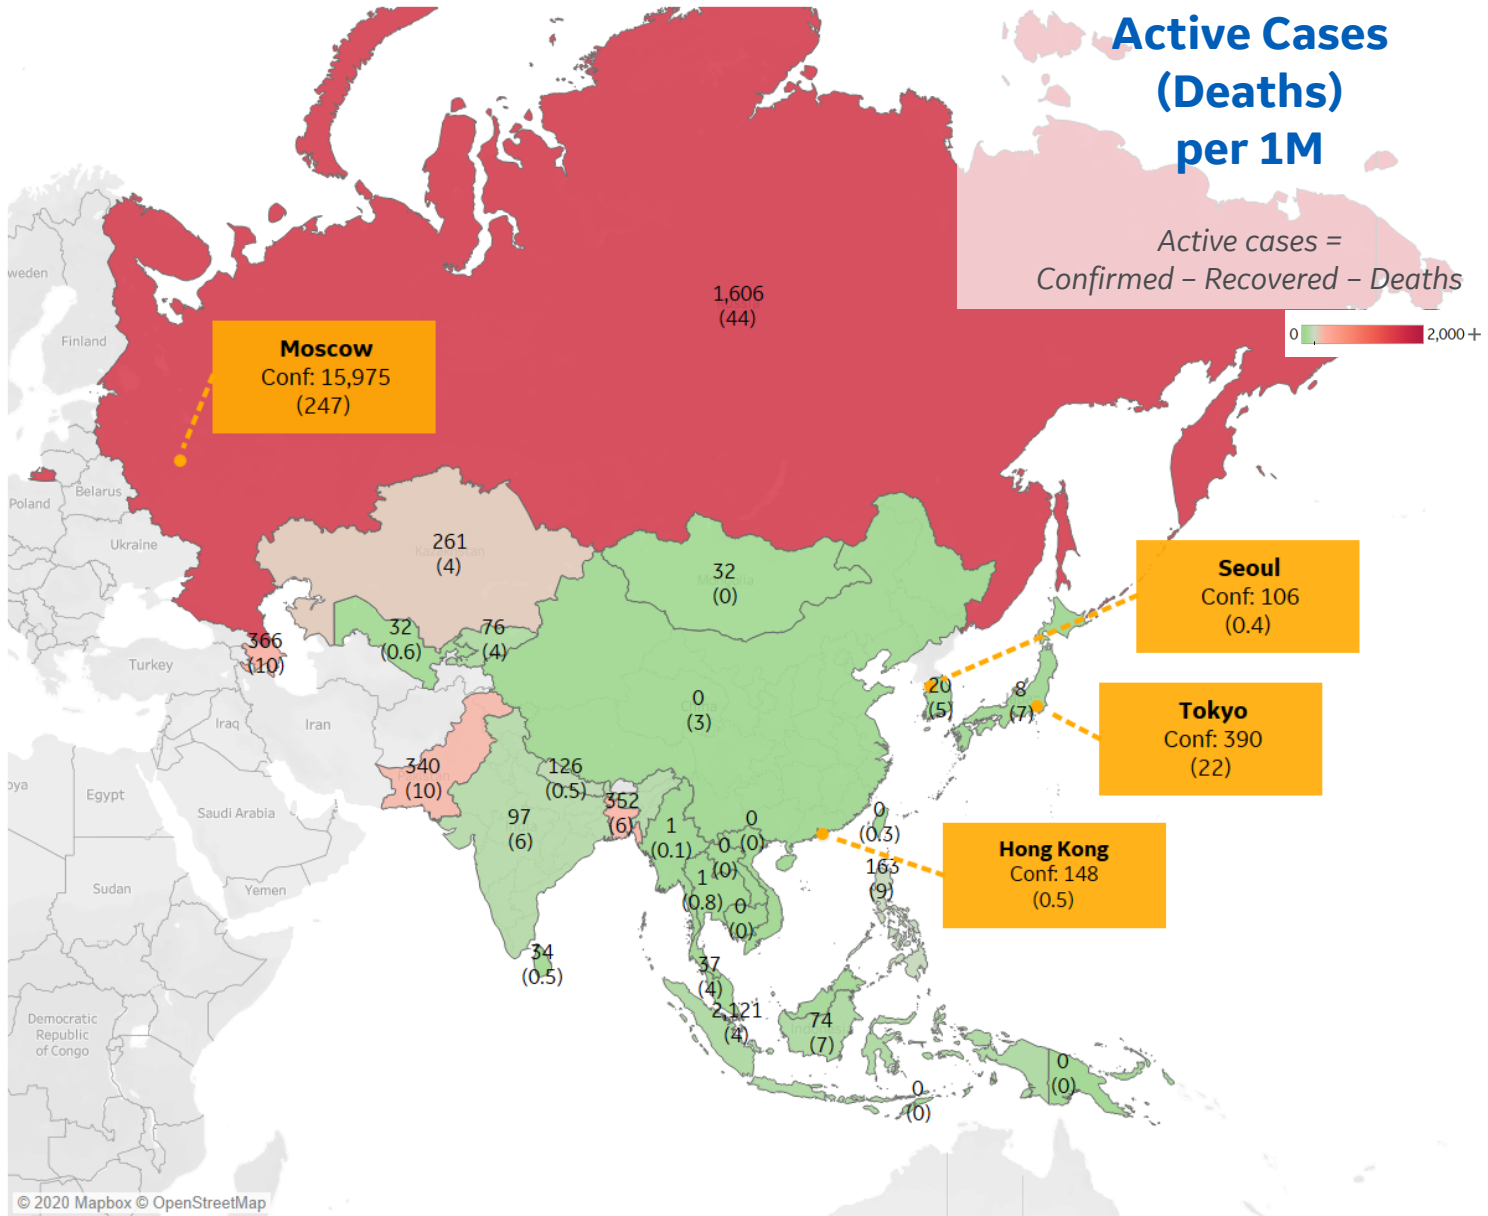 Active Cases
(Deaths)
per 1M
Active cases =
Confirmed – Recovered – Deaths
0
2,000+
1,606
(44)
Moscow
Conf: 15,975
(247)
weden
Finland
Poland
Belarus
Ukraine
Turkey
Iraq
Iran
Egypt
Saudi Arabia
Sudan
Yemen
oya
Democratic
Republic
of Congo
261
(4)
32
(0)
32
(0.6)
76
(4)
366
(10)
0
(3)
China
Seoul
Conf: 106
(0.4)
20
(5)
8
(7)
Tokyo
Conf: 390
(22)
340
(10)
126
(0.5)
97
(6)
352
(6)
1
(0.1)
0
(0)
0
(0)
0
(0.3)
Hong Kong
Conf: 148
(0.5)
163
(9)
1
(0.8)
0
(0)
34
(0.5)
37
(4)
2,121
(4)
74
(7)
0
(0)
0
(0)
© 2020 Mapbox © OpenStreetMap